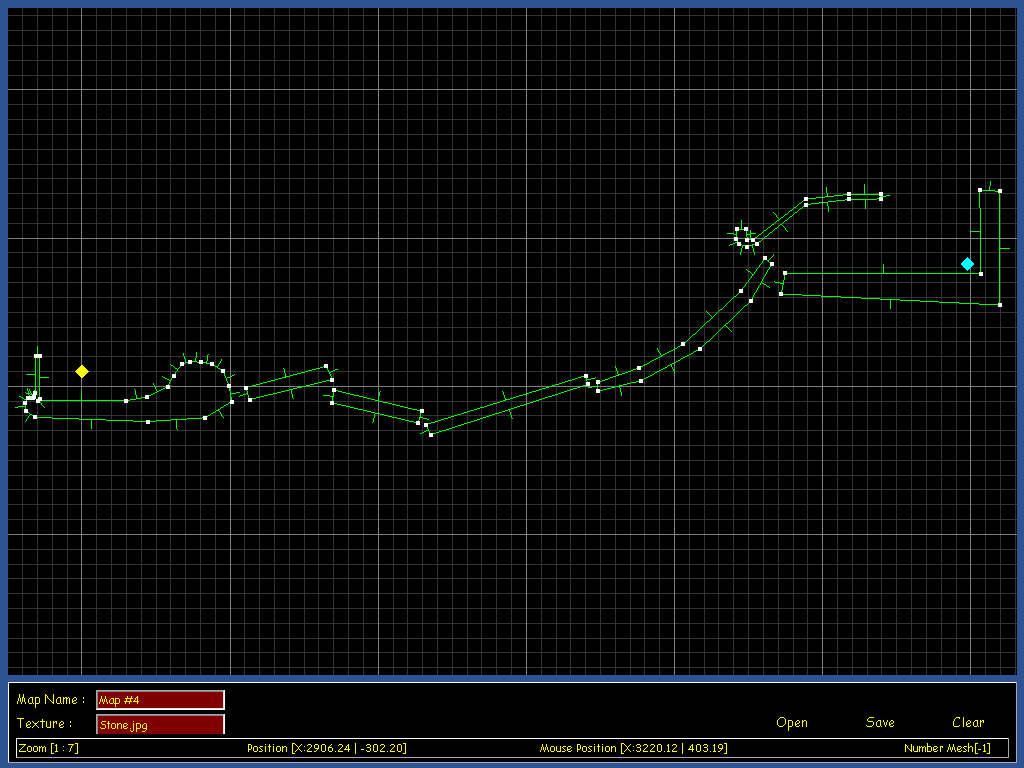 Map Name : Map #4
Texture : Stone.jpg
Open Save Clear
Zoom [1 : 7] Position [X:2906.24 | -302.20] Mouse Position [X:3220.12 | 403.19] Number Mesh[-1]